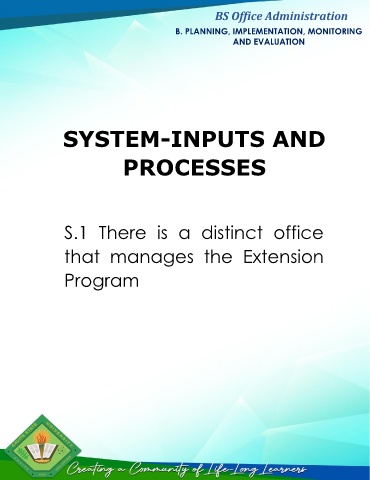 BS Office Administration
B. PLANNING, IMPLEMENTATION, MONITORING
AND EVALUATION
SYSTEM-INPUTS AND
PROCESSES
S.1 There is a distinct office
that manages the Extension
Program
Creating a Community of Life-Long Learners